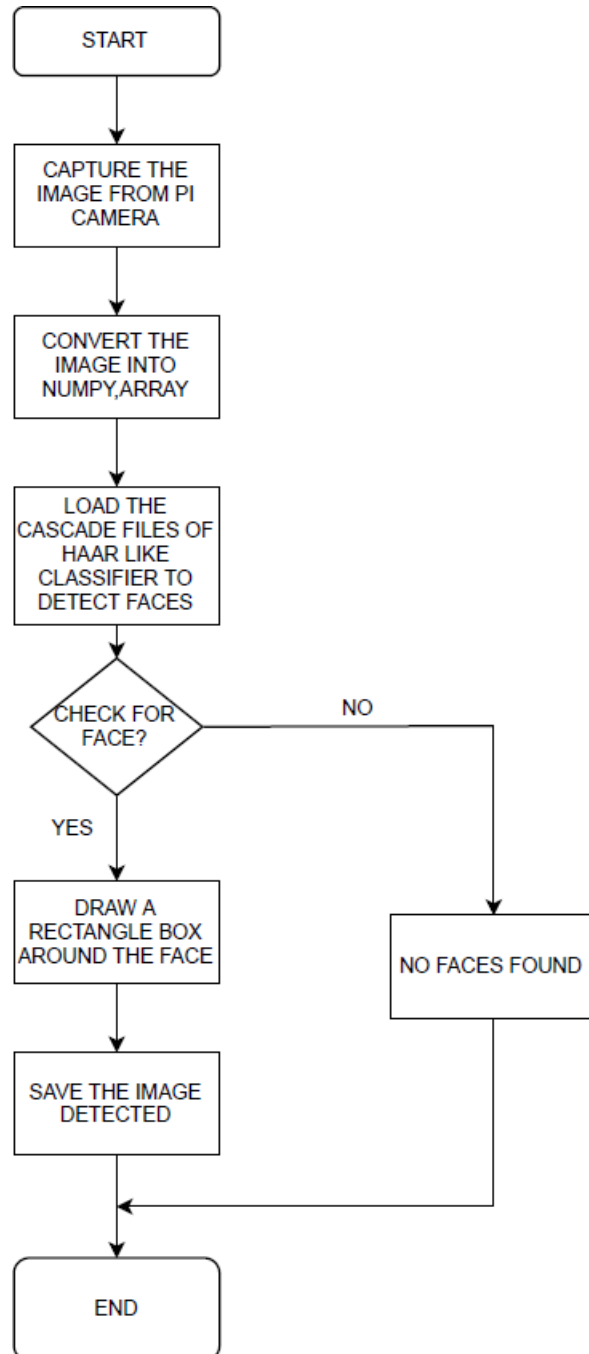 START
CAPTURE THE
IMAGE FROM PI
CAMERA
CONVERT THE
IMAGE INTO
NUMPY,ARRAY
LOAD THE
CASCADE FILES OF
HAAR LIKE
CLASSIFIER TO
DETECT FACES
CHECK FOR
FACE?
NO
YES
DRAW A
RECTANGLE BOX
AROUND THE FACE
NO FACES FOUND
SAVE THE IMAGE
DETECTED
END